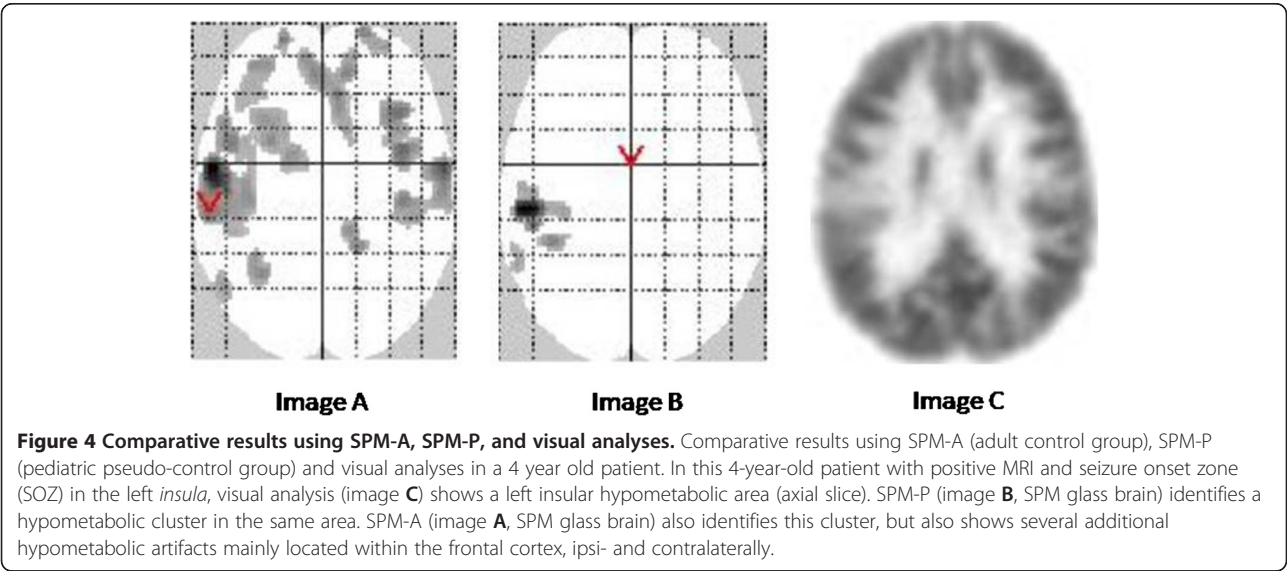 Image A
Image B
Image C
Figure 4 Comparative results using SPM-A, SPM-P, and visual analyses. Comparative results using SPM-A (adult control group), SPM-P
(pediatric pseudo-control group) and visual analyses in a 4 year old patient. In this 4-year-old patient with positive MRI and seizure onset zone
(SOZ) in the left insula, visual analysis (image C) shows a left insular hypometabolic area (axial slice). SPM-P (image B, SPM glass brain) identifies a
hypometabolic cluster in the same area. SPM-A (image A, SPM glass brain) also identifies this cluster, but also shows several additional
hypometabolic artifacts mainly located within the frontal cortex, ipsi- and contralaterally.